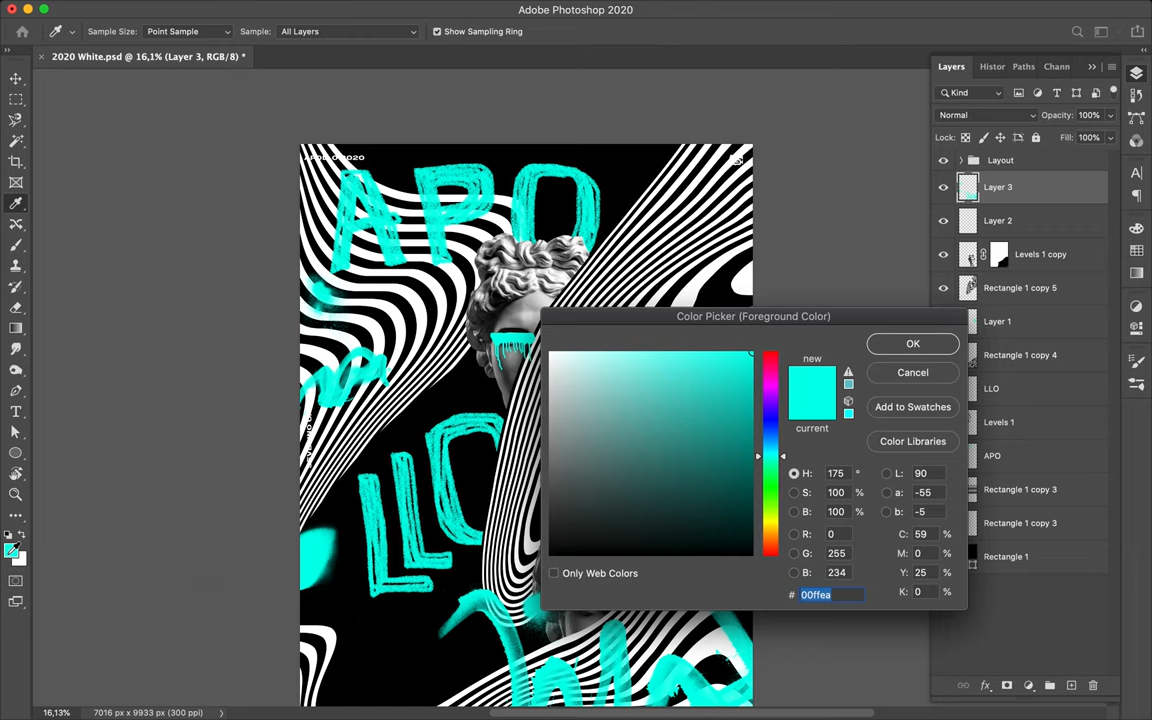 Adobe Photoshop 2020
Sample Size: Point Sample Sample: All Layers Show Sampling Ring
2020 White.psd @ 16,1% (Layer 3, RGB/8) *
Layers Histor Paths Chann
Kind
Normal Opacity: 100%
Lock: Fill: 100%
Layout
Layer 3
Layer 2
Levels 1 copy
Rectangle 1 copy 5
Layer 1
Rectangle 1 copy 4
LLO
Levels 1
APO
Rectangle 1 copy 3
Rectangle 1 copy 3
Rectangle 1
APO
LLO
Color Picker (Foreground Color)
new
current
OK
Cancel
Add to Swatches
Color Libraries
H: 175 ° L: 90
S: 100 % a: -55
B: 100 % b: -5
R: 0 C: 59 %
G: 255 M: 0 %
B: 234 Y: 25 %
# 00ffea K: 0 %
Only Web Colors
16,13% 7016 px x 9933 px (300 ppi)